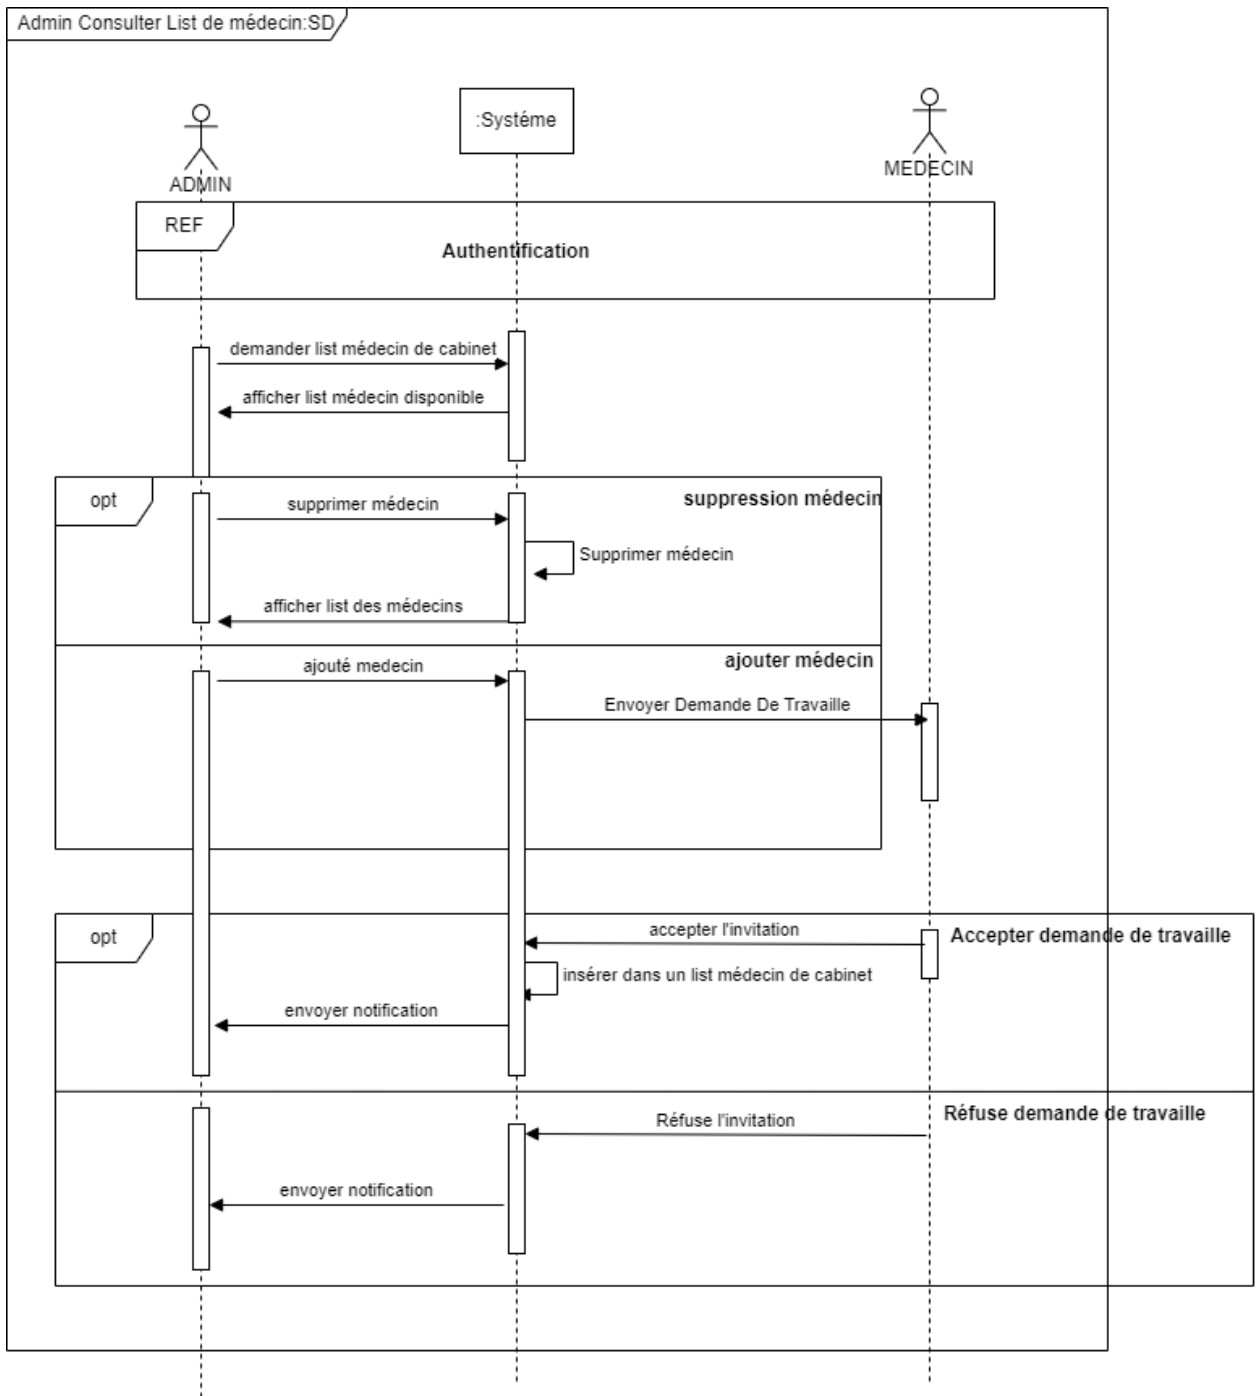 Admin Consulter List de médecin:SD
:Systéme
MEDECIN
ADMIN
REF
Authentification
demander list médecin de cabinet
afficher list médecin disponible
opt
suppression médecin
supprimer médecin
Supprimer médecin
afficher list des médecins
ajouter médecin
ajouté medecin
Envoyer Demande De Travaille
opt
accepter l'invitation
Accepter demande de travaille
insérer dans un list médecin de cabinet
envoyer notification
Réfuse demande de travaille
Réfuse l'invitation
envoyer notification